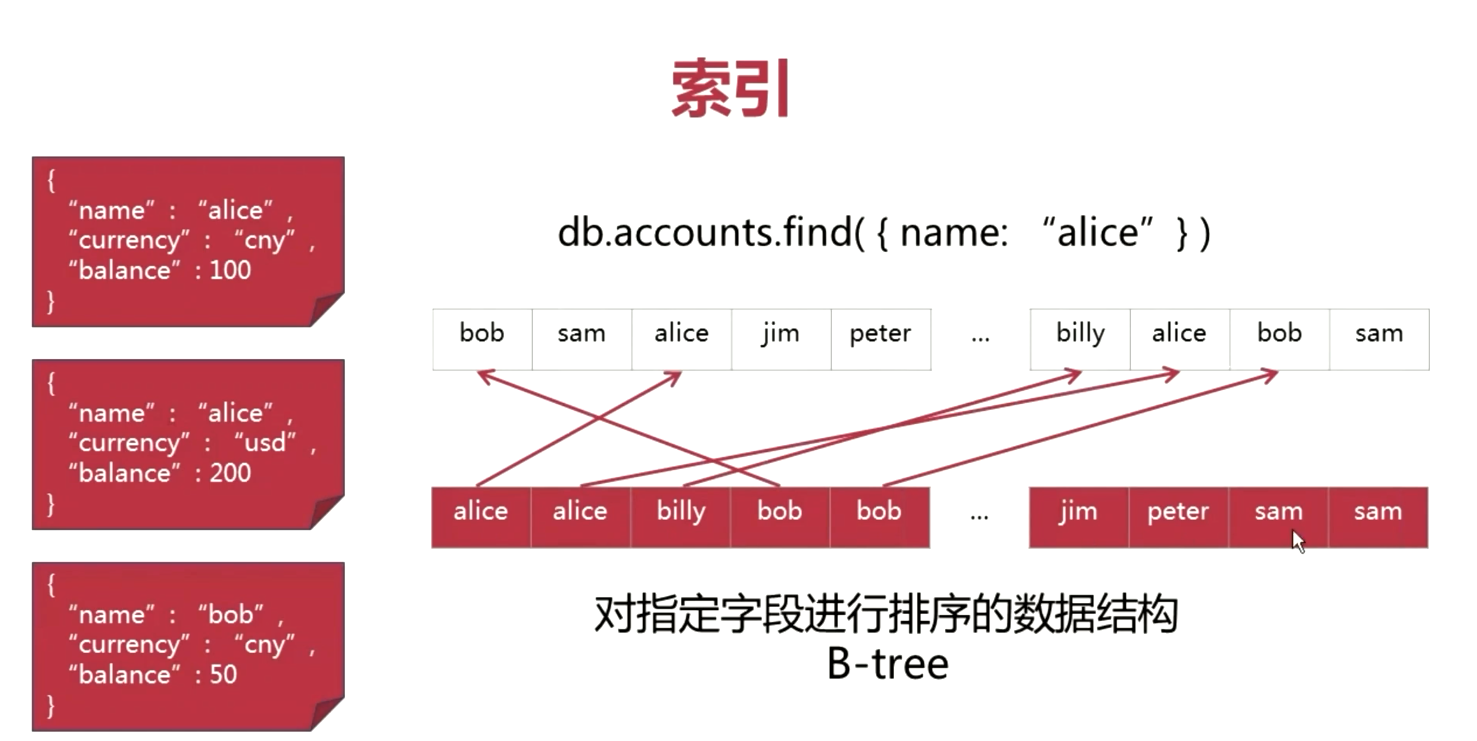 索引
{
“name” : “alice” ,
“currency” : “cny” ,
“balance” : 100
}
{
“name” : “alice” ,
“currency” : “usd” ,
“balance” : 200
}
{
“name” : “bob” ,
“currency” : “cny” ,
“balance” : 50
}
db.accounts.find( { name: “alice” } )
bob sam alice jim peter ... billy alice bob sam
alice alice billy bob bob ... jim peter sam sam
对指定字段进行排序的数据结构
B-tree